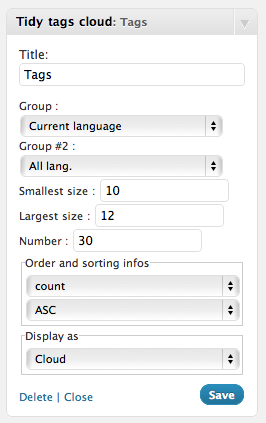 Tidy tags cloud: Tags
Title:
Tags
Group :
Current language
Group #2 :
All lang.
Smallest size : 10
Largest size : 12
Number : 30
Order and sorting infos
count
ASC
Display as
Cloud
Delete | Close Save